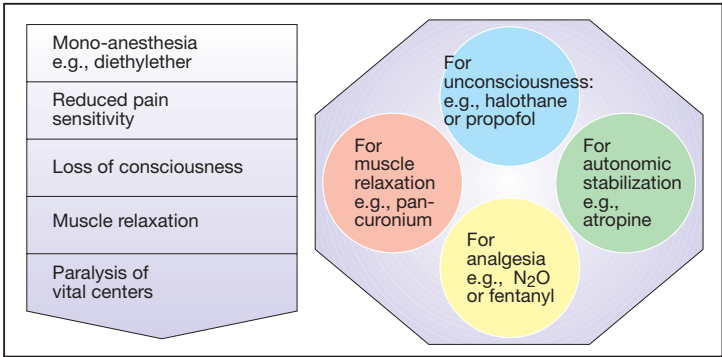 Mono-anesthesia
e.g., diethylether
Reduced pain
sensitivity
Loss of consciousness
Muscle relaxation
Paralysis of
vital centers
For
unconsciousness:
e.g., halothane
or propofol
For
muscle
relaxation
e.g., pan-
curonium
For
autonomic
stabilization
e.g.,
atropine
For
analgesia
e.g., N₂O
or fentanyl